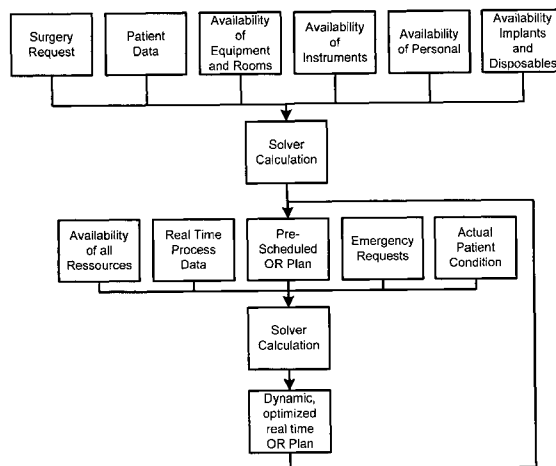 Surgery
Request
Patient
Data
Availability
of
Equipment
and Rooms
Availability
of
Instruments
Availability
of Personal
Availability
Implants
and
Disposables
Solver
Calculation
Availability
of all
Ressources
Real Time
Process
Data
Pre-
Scheduled
OR Plan
Emergency
Requests
Actual
Patient
Condition
Solver
Calculation
Dynamic,
optimized
real time
OR Plan